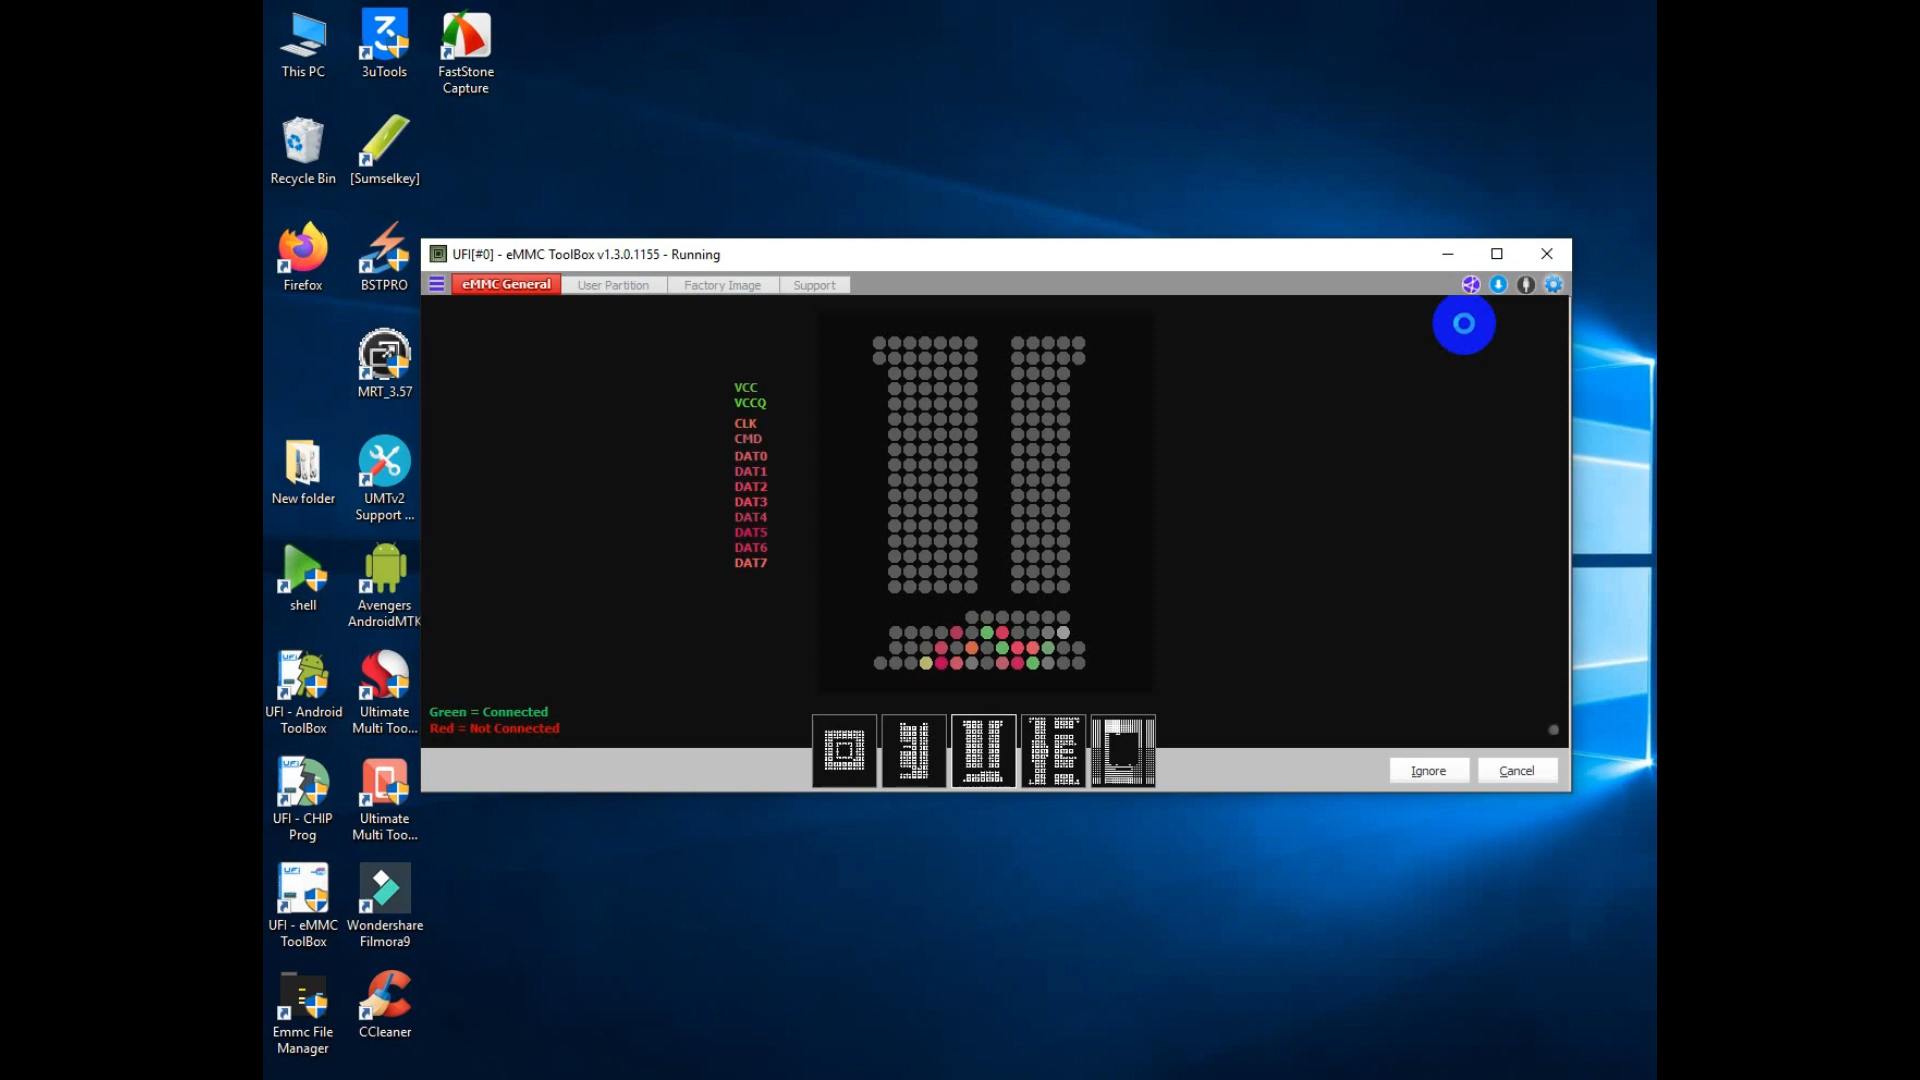 This PC
3uTools
FastStone
Capture
Recycle Bin
[Sumselkey]
Firefox
BSTPRO
MRT_3.57
New folder
UMTv2
Support ...
shell
Avengers
AndroidMTK
UFI - Android
ToolBox
Ultimate
Multi Too...
UFI - CHIP
Prog
Ultimate
Multi Too...
UFI - eMMC
ToolBox
Wondershare
Filmora9
Emmc File
Manager
CCleaner
UFI[#0] - eMMC ToolBox v1.3.0.1155 - Running
eMMC General
User Partition
Factory Image
Support
VCC
VCCQ
CLK
CMD
DAT0
DAT1
DAT2
DAT3
DAT4
DAT5
DAT6
DAT7
Green = Connected
Red = Not Connected
Ignore
Cancel